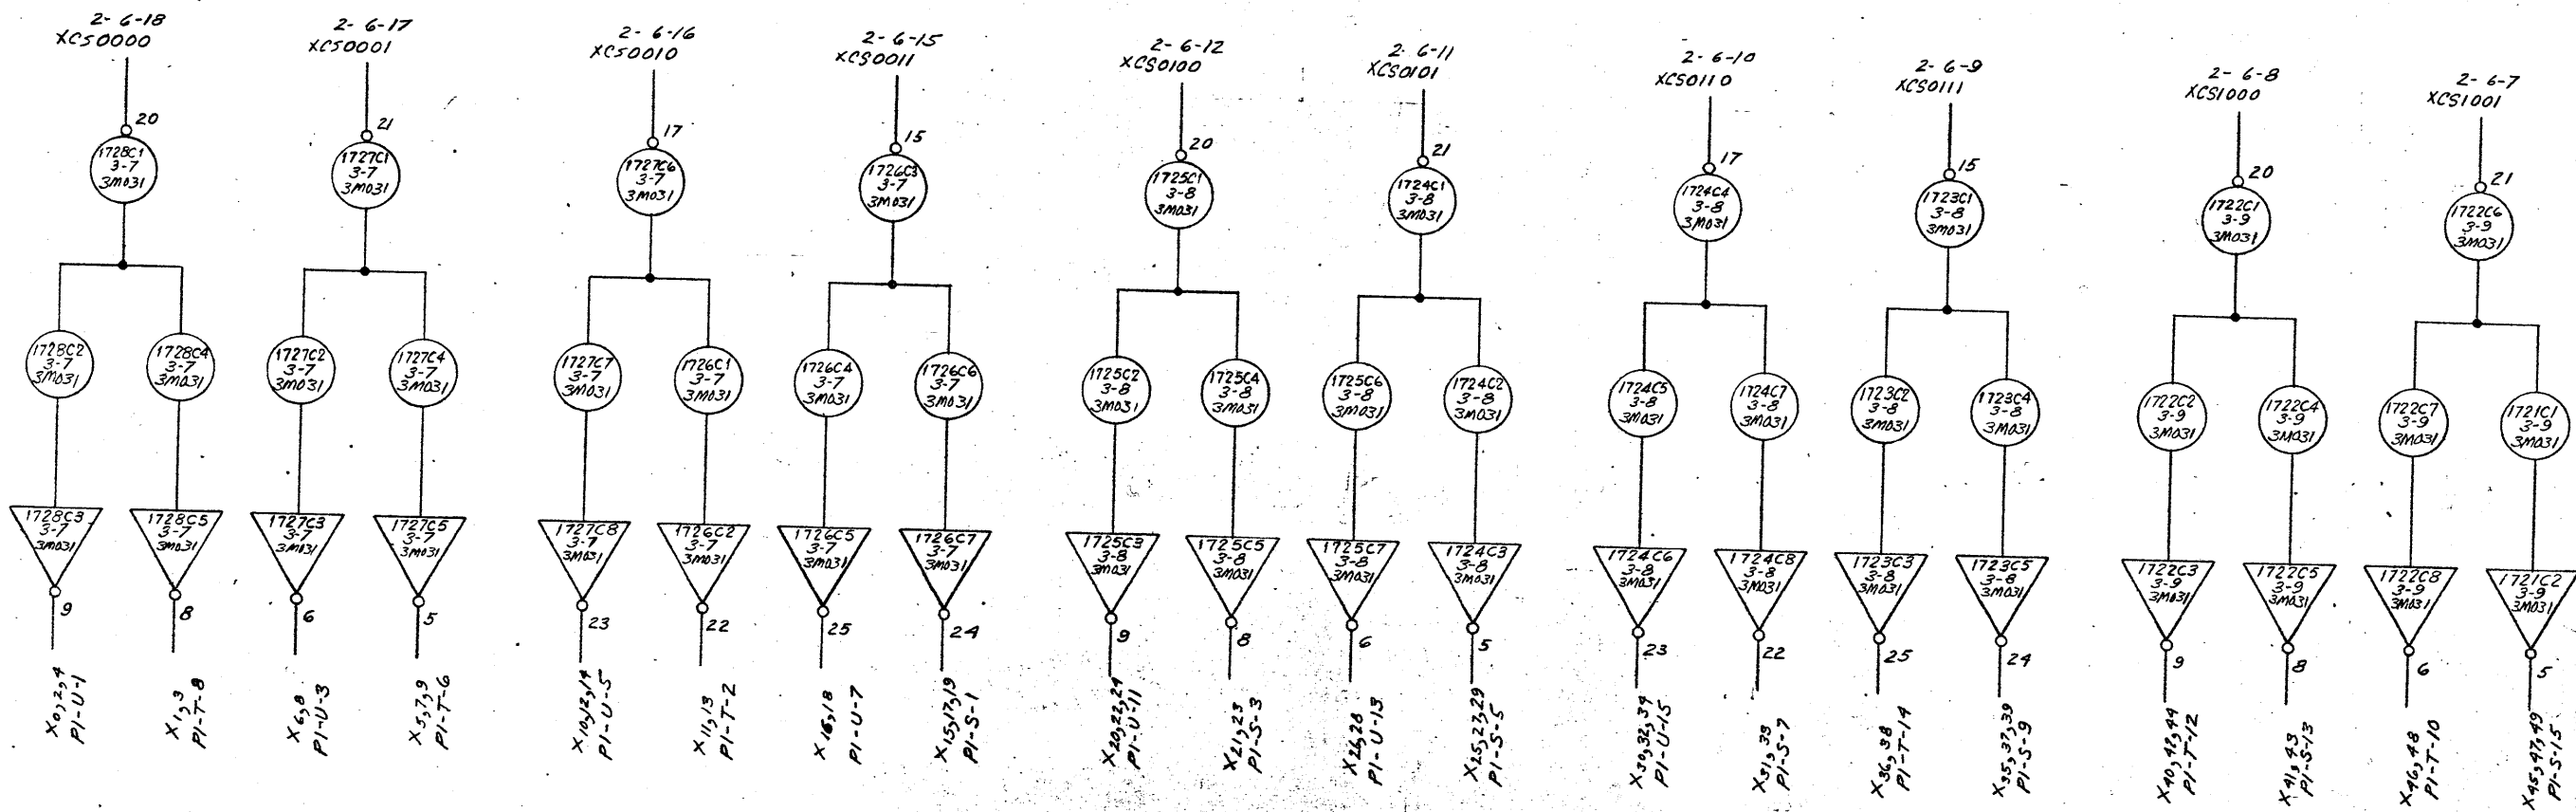 2- 6-18
XCS0000
20
1728C1
3-7
3M031
1728C2
3-7
3M031
1728C4
3-7
3M031
1728C3
3-7
3M031
9
X0,2,4
P1-U-1
1728C5
3-7
3M031
8
X1,3
P1-T-8
2- 6-17
XCS0001
21
1727C1
3-7
3M031
1727C2
3-7
3M031
1727C4
3-7
3M031
1727C3
3-7
3M031
6
X6,8
P1-U-3
1727C5
3-7
3M031
5
X5,7,9
P1-T-6
2- 6-16
XCS0010
17
1727C6
3-7
3M031
1727C7
3-7
3M031
1726C1
3-7
3M031
1727C8
3-7
3M031
23
X10,12,14
P1-U-5
1726C2
3-7
3M031
22
X11,13
P1-T-2
2- 6-15
XCS0011
15
1726C3
3-7
3M031
1726C4
3-7
3M031
1726C6
3-7
3M031
1726C5
3-7
3M031
25
X16,18
P1-U-7
1726C7
3-7
3M031
24
X15,17,19
P1-S-1
2- 6-12
XCS0100
20
1725C1
3-8
3M031
1725C2
3-8
3M031
1725C4
3-8
3M031
1725C3
3-8
3M031
9
X20,22,24
P1-U-11
1725C5
3-8
3M031
8
X21,23
P1-S-3
2- 6-11
XCS0101
21
1724C1
3-8
3M031
1725C6
3-8
3M031
1724C2
3-8
3M031
1725C7
3-8
3M031
6
X26,28
P1-U-13
1724C3
3-8
3M031
5
X25,27,29
P1-S-5
2- 6-10
XCS0110
17
1724C4
3-8
3M031
1724C5
3-8
3M031
1724C7
3-8
3M031
1724C6
3-8
3M031
23
X30,32,34
P1-U-15
1724C8
3-8
3M031
22
X31,33
P1-S-7
2- 6-9
XCS0111
15
1723C1
3-8
3M031
1723C2
3-8
3M031
1723C4
3-8
3M031
1723C3
3-8
3M031
25
X36,38
P1-T-14
1723C5
3-8
3M031
24
X35,37,39
P1-S-9
2- 6-8
XCS1000
20
1722C1
3-9
3M031
1722C2
3-9
3M031
1722C4
3-9
3M031
1722C3
3-9
3M031
9
X40,42,44
P1-T-12
1722C5
3-9
3M031
8
X41,43
P1-S-13
2- 6-7
XCS1001
21
1722C6
3-9
3M031
1722C7
3-9
3M031
1721C1
3-9
3M031
1722C8
3-9
3M031
6
X46,48
P1-T-10
1721C2
3-9
3M031
5
X45,47,49
P1-S-15